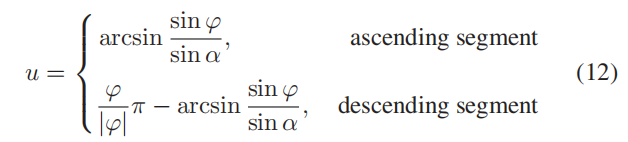 u = { arcsin sin φ / sin α, ascending segment
φ / |φ| π − arcsin sin φ / sin α, descending segment (12)